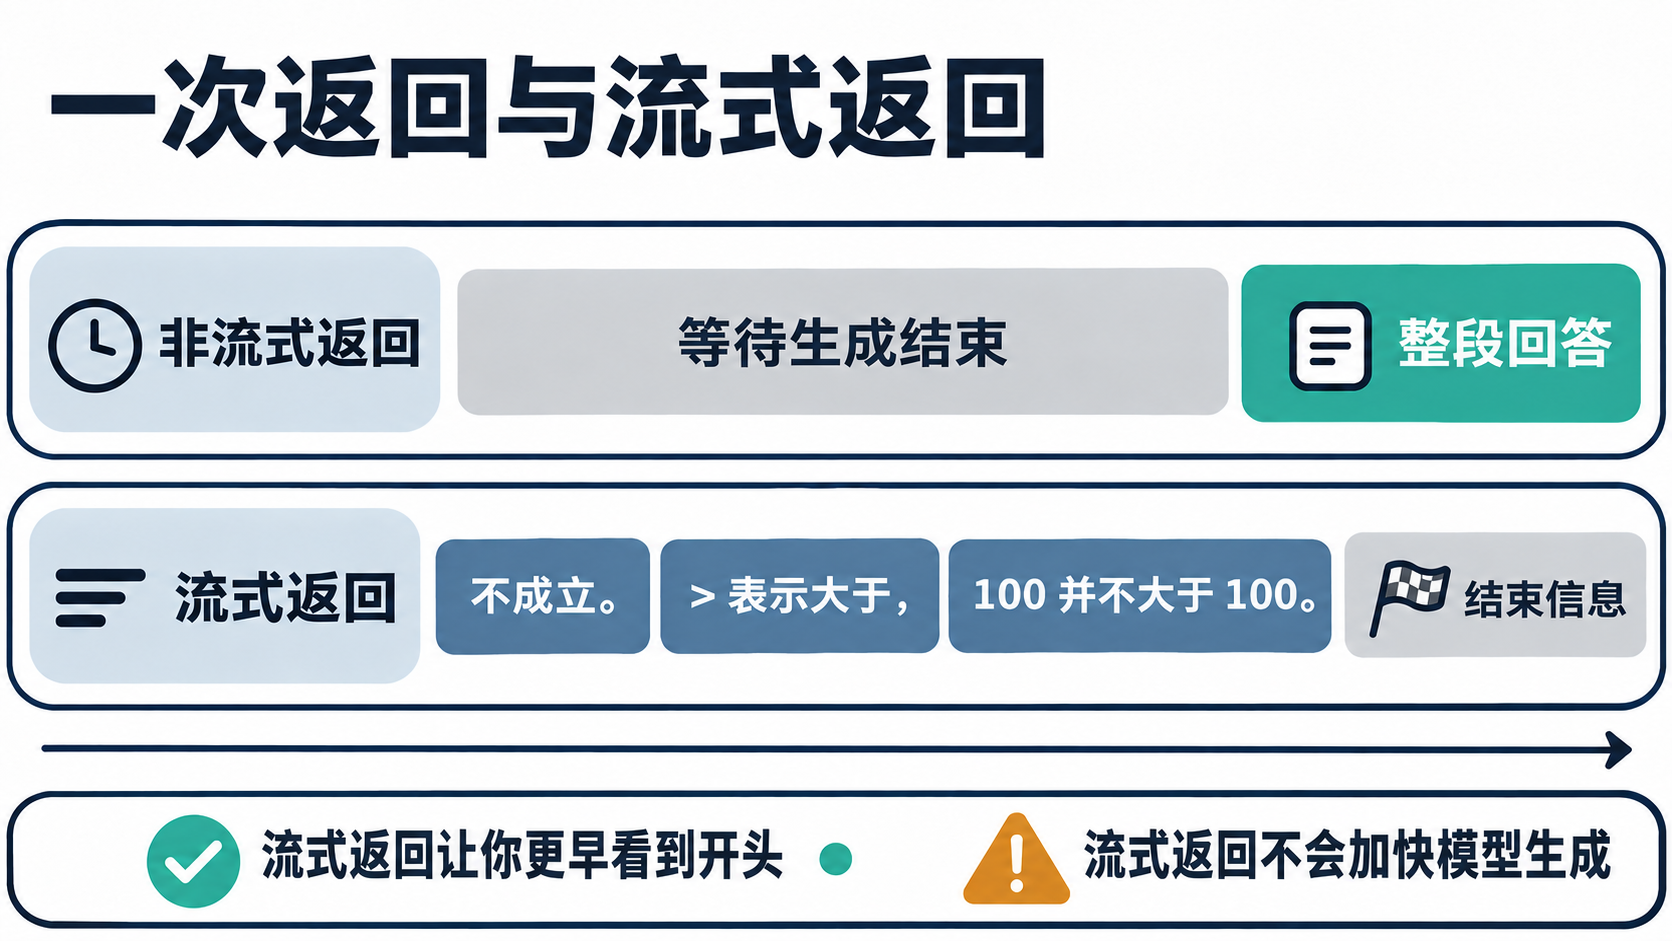 一次返回与流式返回
非流式返回 等待生成结束 整段回答
流式返回 不成立。 > 表示大于， 100 并不大于 100。 结束信息
流式返回让你更早看到开头 流式返回不会加快模型生成